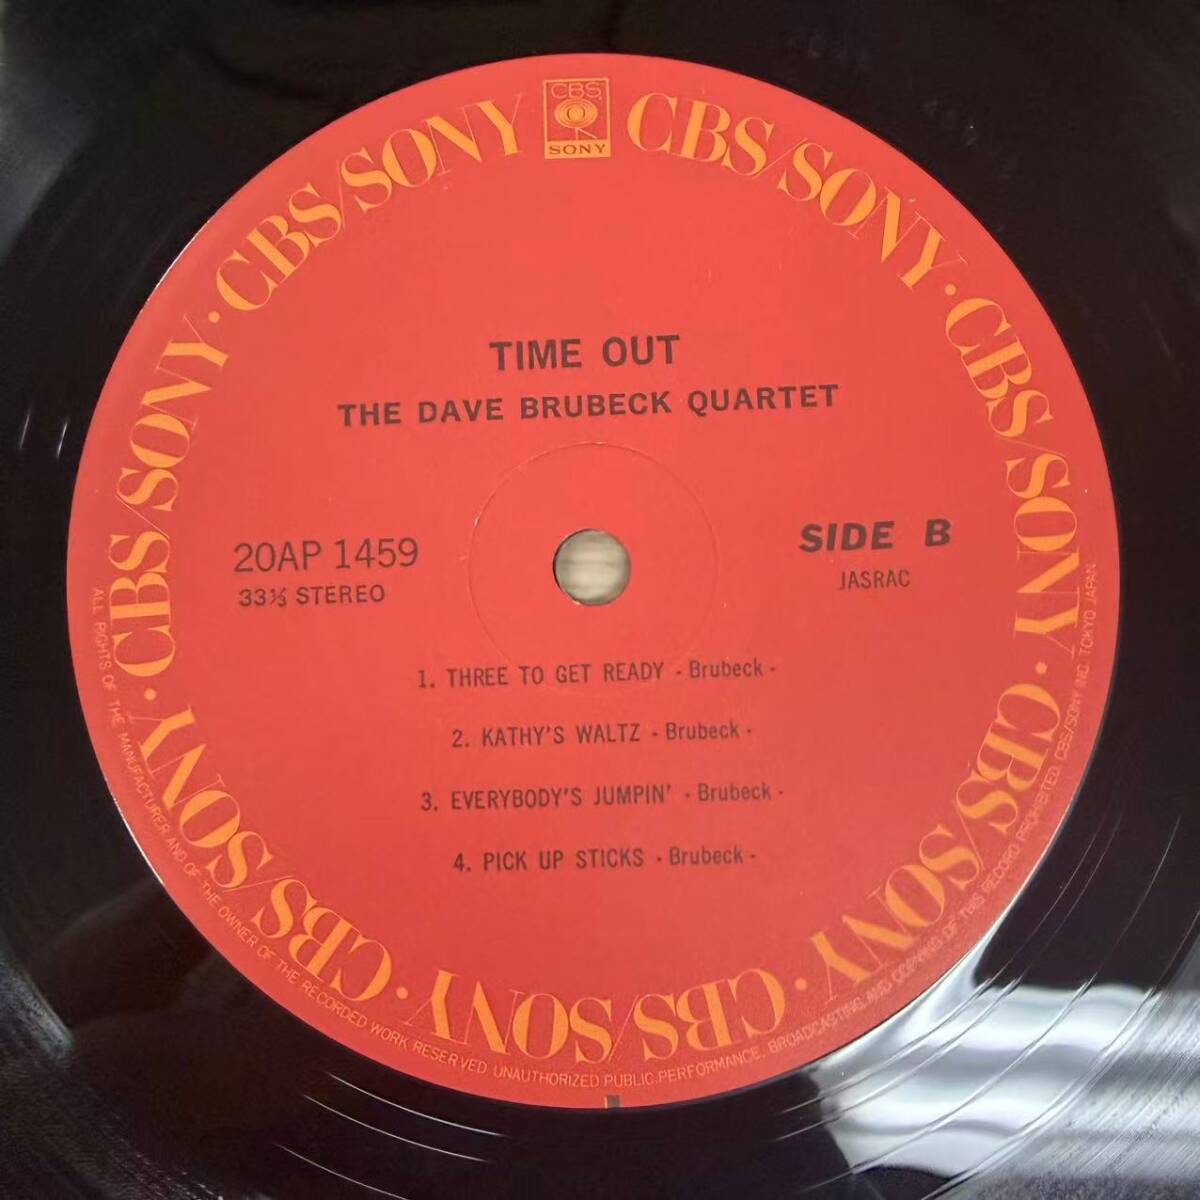 CBS
SONY
CBS/SONY · CBS/SONY · CBS/SONY · CBS/SONY · CBS/SONY · CBS/SONY · CBS/SONY · CBS/SONY · CBS/SONY · CBS/SONY
TIME OUT
THE DAVE BRUBECK QUARTET
20AP 1459
33⅓ STEREO
SIDE B
JASRAC
1. THREE TO GET READY - Brubeck -
2. KATHY'S WALTZ - Brubeck -
3. EVERYBODY'S JUMPIN' - Brubeck -
4. PICK UP STICKS - Brubeck -
ALL RIGHTS OF THE MANUFACTURER AND OF THE OWNER OF THE RECORDED WORK RESERVED UNAUTHORIZED PUBLIC PERFORMANCE, BROADCASTING AND COPYING OF THIS RECORD PROHIBITED CBS/SONY INC. TOKYO JAPAN